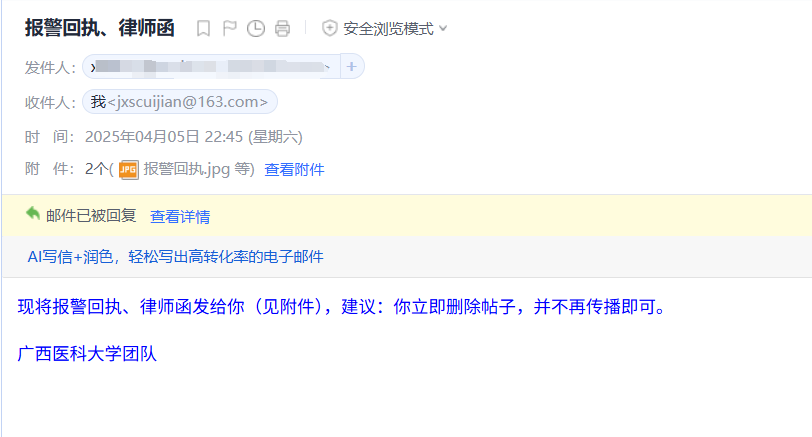 报警回执、律师函
安全浏览模式
发件人：
收件人： 我<jxscuijian@163.com>
时 间： 2025年04月05日 22:45 (星期六)
附 件： 2个( JPG 报警回执.jpg 等) 查看附件
邮件已被回复 查看详情
AI写信+润色，轻松写出高转化率的电子邮件
现将报警回执、律师函发给你（见附件），建议：你立即删除帖子，并不再传播即可。
广西医科大学团队